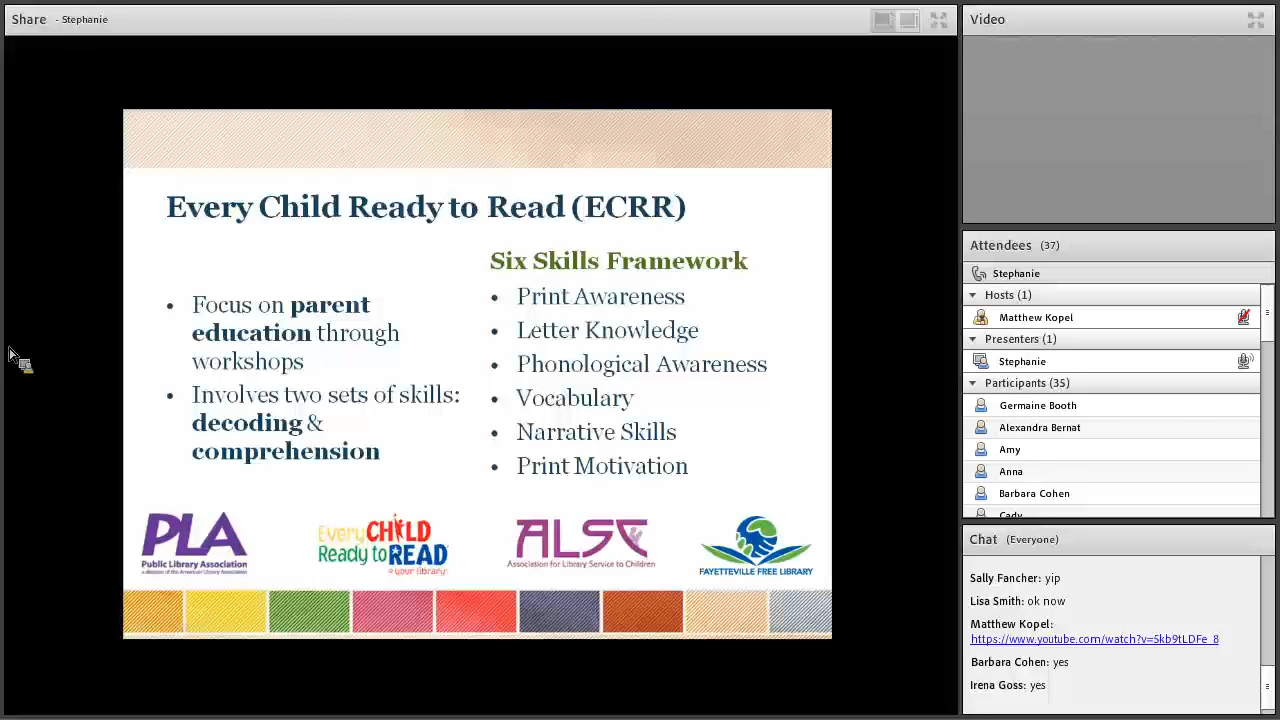 Share - Stephanie
Every Child Ready to Read (ECRR)
• Focus on parent
education through
workshops
• Involves two sets of skills:
decoding &
comprehension
Six Skills Framework
• Print Awareness
• Letter Knowledge
• Phonological Awareness
• Vocabulary
• Narrative Skills
• Print Motivation
PLA
Public Library Association
a division of the American Library Association
Every CHILD
Ready to READ
@ your library
ALSC
Association for Library Service to Children
FAYETTEVILLE FREE LIBRARY
Video
Attendees (37)
Stephanie
Hosts (1)
Matthew Kopel
Presenters (1)
Stephanie
Participants (35)
Germaine Booth
Alexandra Bernat
Amy
Anna
Barbara Cohen
Cady
Chat (Everyone)
Sally Fancher: yip
Lisa Smith: ok now
Matthew Kopel:
https://www.youtube.com/watch?v=5kb9tLDFe_8
Barbara Cohen: yes
Irena Goss: yes